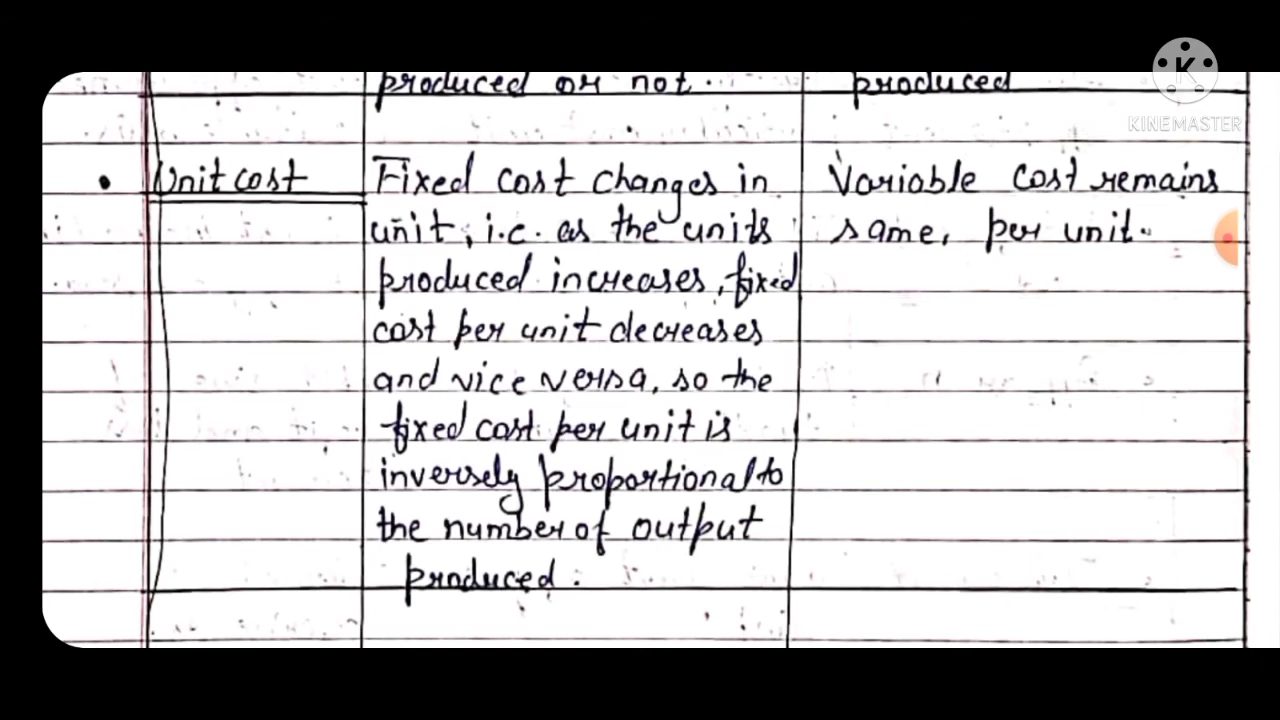 produced or not.
produced
KINEMASTER
• Unit cost
Fixed cost changes in
unit, i.e. as the units
produced increases, fixed
cost per unit decreases
and vice versa, so the
fixed cost per unit is
inversely proportional to
the number of output
produced.
Variable cost remains
same, per unit.